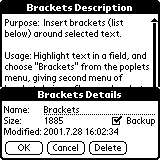 Brackets Description
Purpose: Insert brackets (list
below) around selected text.
Usage: Highlight text in a field, and
choose "Brackets" from the poplets
menu, giving second menu of
Brackets Details
Name: Brackets
Size: 1885
Backup
Modified: 2001.7.28 16:02:34
OK Cancel Delete